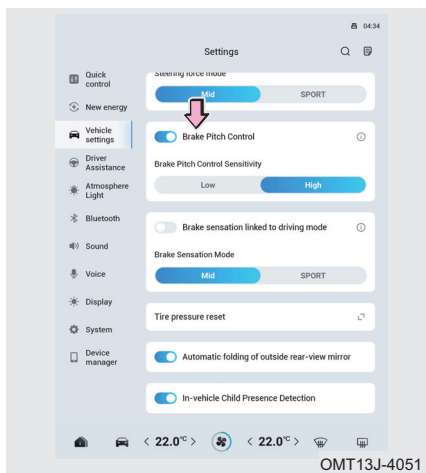 04:34
Settings
Quick
control
New energy
Vehicle
settings
Driver
Assistance
Atmosphere
Light
Bluetooth
Sound
Voice
Display
System
Device
manager
Steering force mode
Mid SPORT
Brake Pitch Control
Brake Pitch Control Sensitivity
Low High
Brake sensation linked to driving mode
Brake Sensation Mode
Mid SPORT
Tire pressure reset
Automatic folding of outside rear-view mirror
In-vehicle Child Presence Detection
< 22.0°C > < 22.0°C >
OMT13J-4051